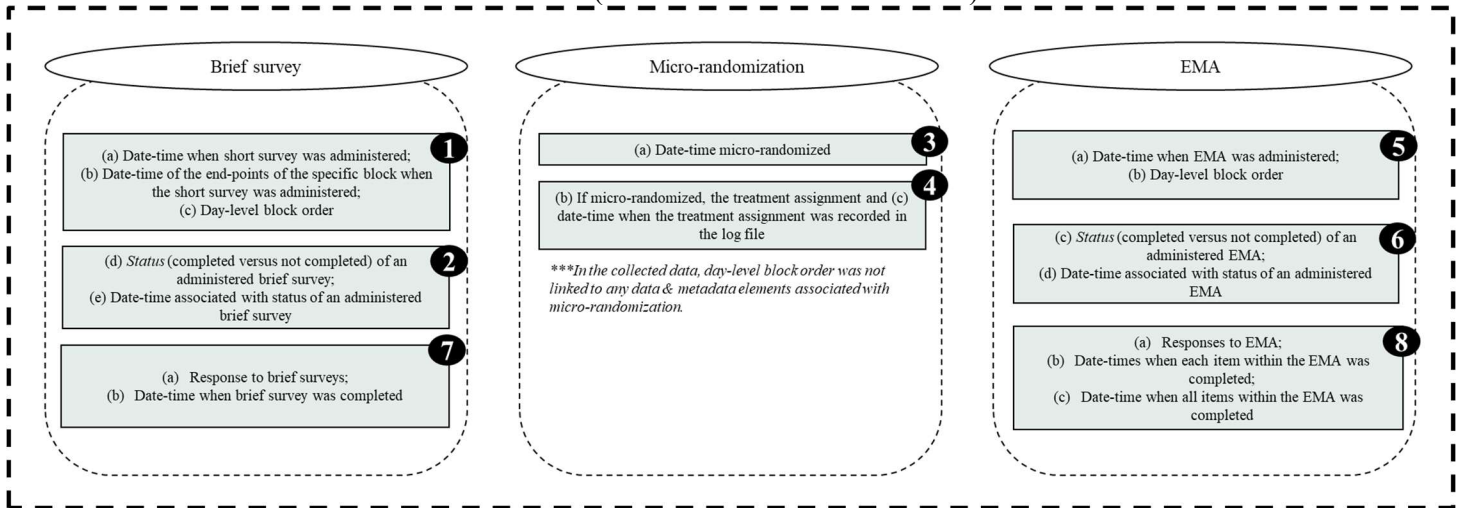 Brief survey
1
(a) Date-time when short survey was administered;
(b) Date-time of the end-points of the specific block when
the short survey was administered;
(c) Day-level block order
2
(d) Status (completed versus not completed) of an
administered brief survey;
(e) Date-time associated with status of an administered
brief survey
7
(a) Response to brief surveys;
(b) Date-time when brief survey was completed
Micro-randomization
3
(a) Date-time micro-randomized
4
(b) If micro-randomized, the treatment assignment and (c)
date-time when the treatment assignment was recorded in
the log file
***In the collected data, day-level block order was not
linked to any data & metadata elements associated with
micro-randomization.
EMA
5
(a) Date-time when EMA was administered;
(b) Day-level block order
6
(c) Status (completed versus not completed) of an
administered EMA;
(d) Date-time associated with status of an administered
EMA
8
(a) Responses to EMA;
(b) Date-times when each item within the EMA was
completed;
(c) Date-time when all items within the EMA was
completed